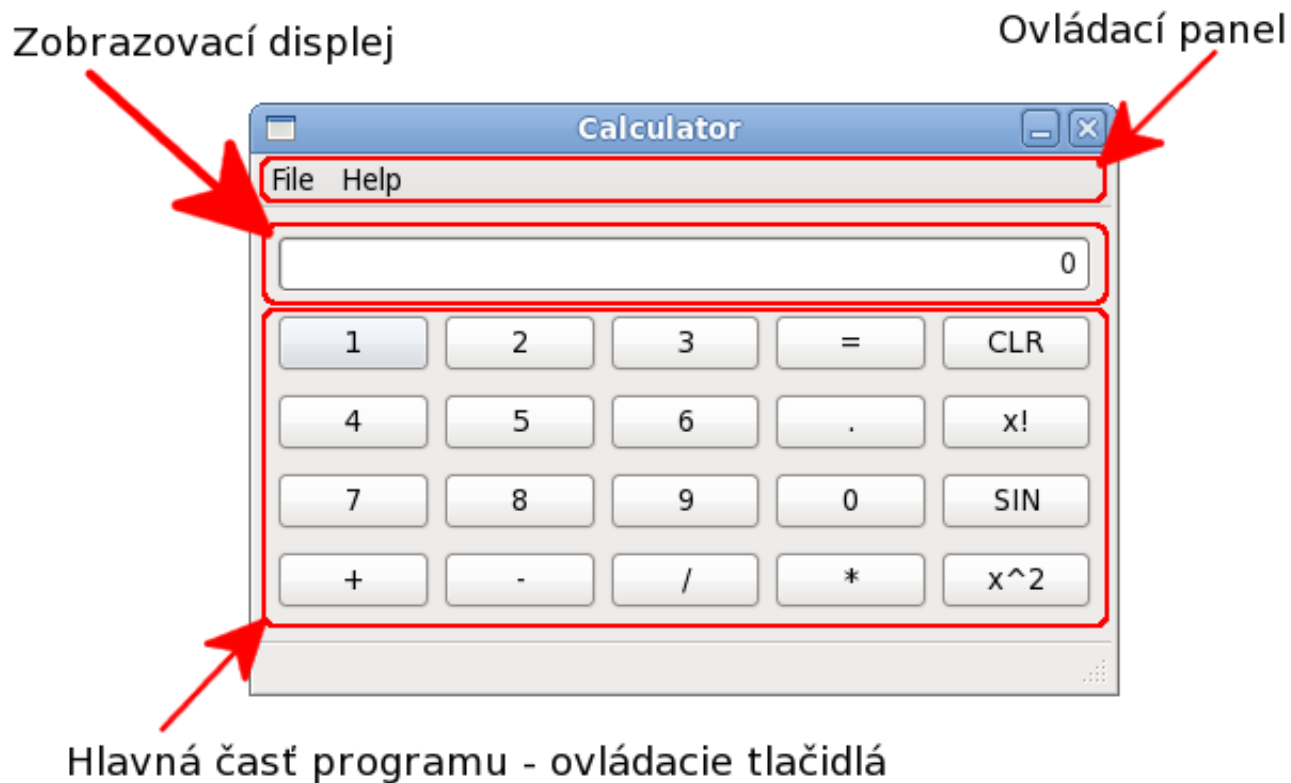 Ovládací panel
Zobrazovací displej
Calculator
File Help
0
1 2 3 = CLR
4 5 6 . x!
7 8 9 0 SIN
+ - / * x^2
Hlavná časť programu - ovládacie tlačidlá